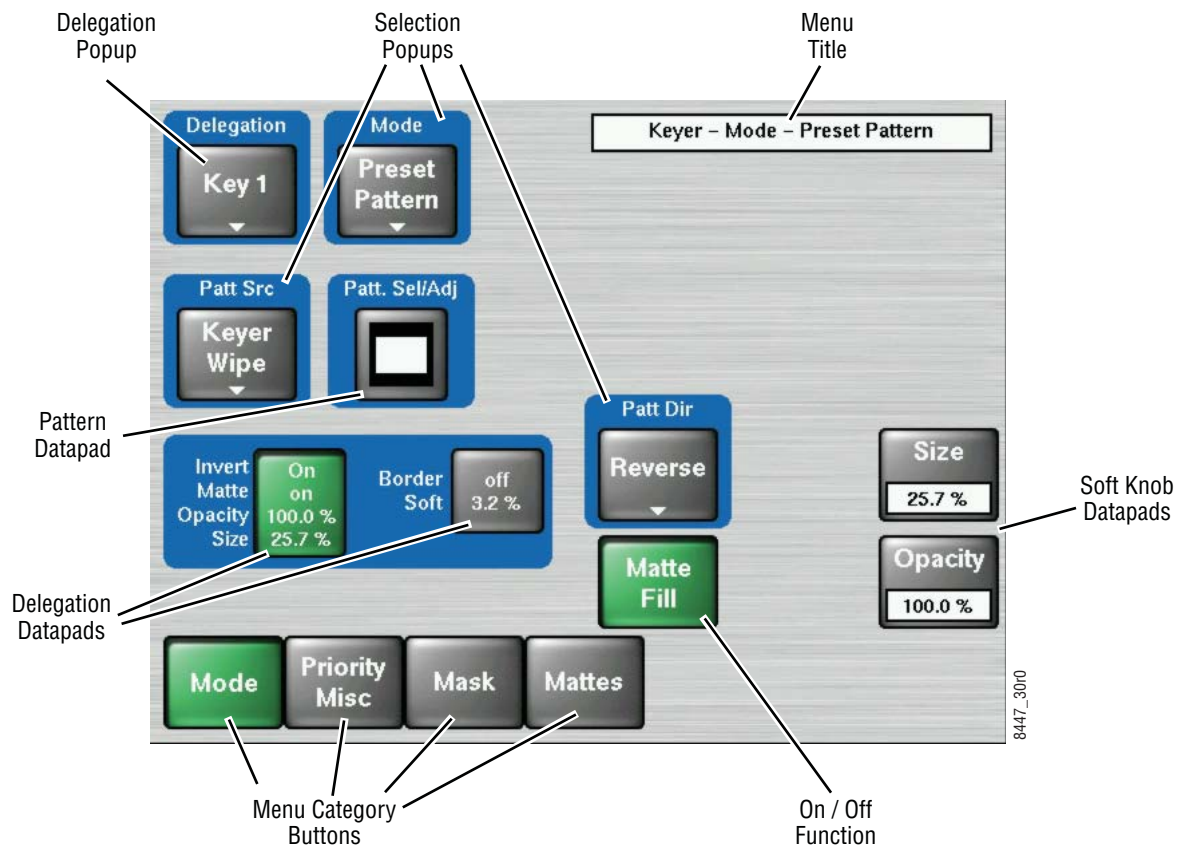 Delegation
Popup
Selection
Popups
Menu
Title
Delegation
Mode
Keyer – Mode – Preset Pattern
Key 1
Preset
Pattern
Patt Src
Patt. Sel/Adj
Keyer
Wipe
Pattern
Datapad
Patt Dir
Reverse
Size
25.7 %
Soft Knob
Datapads
Invert On
Matte on
Opacity 100.0 %
Size 25.7 %
Border off
Soft 3.2 %
Matte
Fill
Opacity
100.0 %
Delegation
Datapads
Mode
Priority
Misc
Mask
Mattes
8447_30r0
Menu Category
Buttons
On / Off
Function